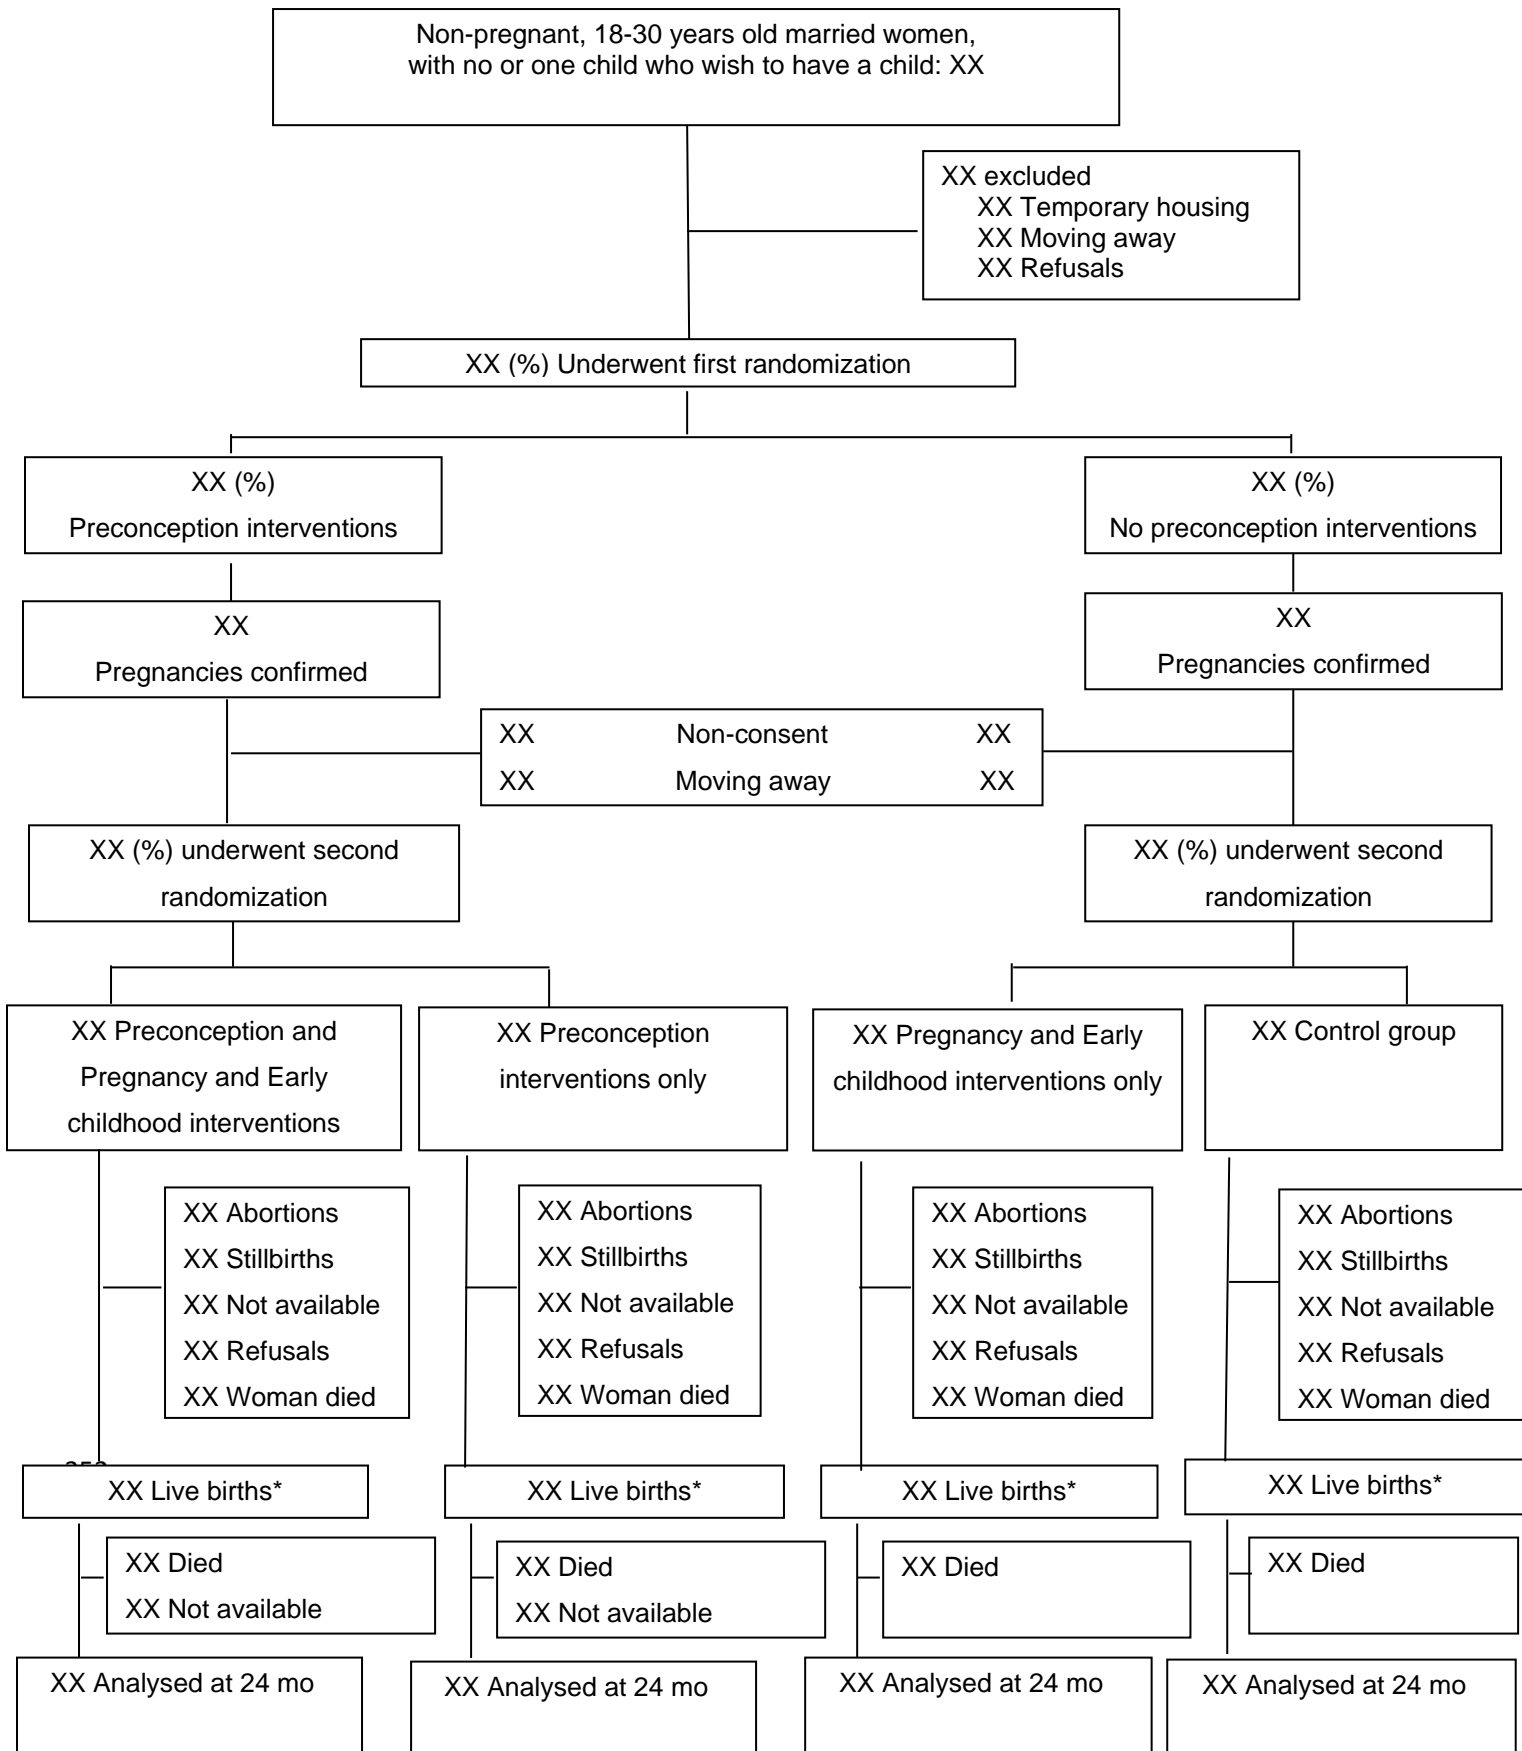 Non-pregnant, 18-30 years old married women,
with no or one child who wish to have a child: XX
XX excluded
XX Temporary housing
XX Moving away
XX Refusals
XX (%) Underwent first randomization
XX (%)
Preconception interventions
XX (%)
No preconception interventions
XX
Pregnancies confirmed
XX
Pregnancies confirmed
XX Non-consent XX
XX Moving away XX
XX (%) underwent second
randomization
XX (%) underwent second
randomization
XX Preconception and
Pregnancy and Early
childhood interventions
XX Preconception
interventions only
XX Pregnancy and Early
childhood interventions only
XX Control group
XX Abortions
XX Stillbirths
XX Not available
XX Refusals
XX Woman died
XX Abortions
XX Stillbirths
XX Not available
XX Refusals
XX Woman died
XX Abortions
XX Stillbirths
XX Not available
XX Refusals
XX Woman died
XX Abortions
XX Stillbirths
XX Not available
XX Refusals
XX Woman died
XX Live births*
XX Live births*
XX Live births*
XX Live births*
XX Died
XX Not available
XX Died
XX Not available
XX Died
XX Died
XX Analysed at 24 mo
XX Analysed at 24 mo
XX Analysed at 24 mo
XX Analysed at 24 mo